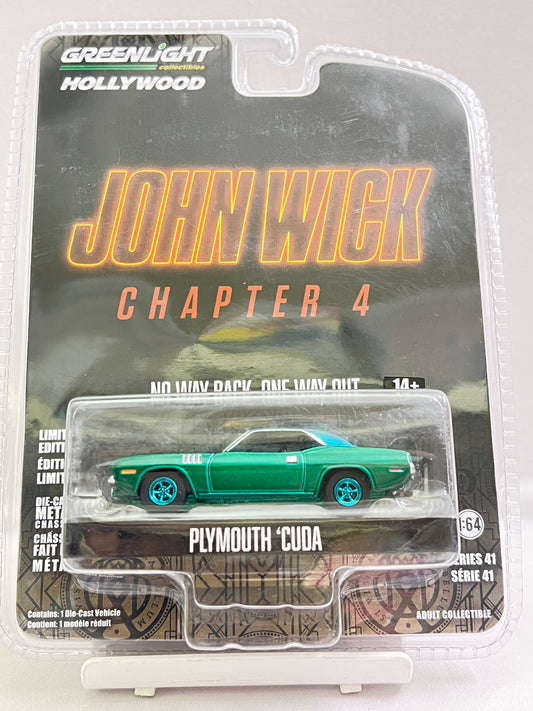 GREENLiGHT
collectibles
HOLLYWOOD
JOHN WICK
CHAPTER 4
NO WAY BACK, ONE WAY OUT
14+
LIMIT
EDITI
ÉDITI
LIMIT
DIE-CA
META
CHASS
CHÂSS
FAIT
MÉTA
PLYMOUTH 'CUDA
1:64
SERIES 41
SÉRIE 41
Contains: 1 Die-Cast Vehicle
Contient: 1 modèle réduit
ADULT COLLECTIBLE